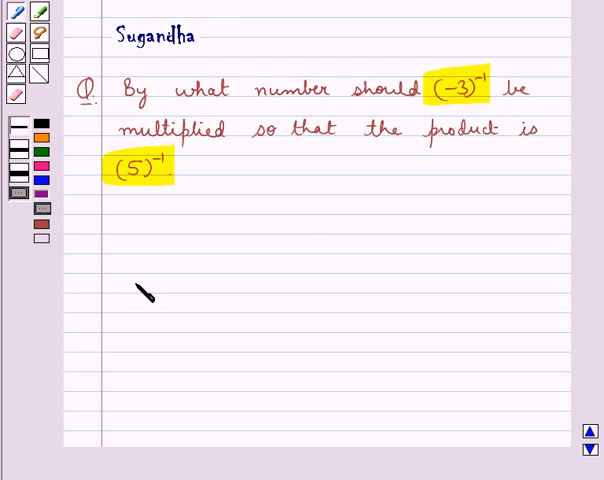 Sugandha
Q. By what number should (-3)⁻¹ be
multiplied so that the product is
(5)⁻¹.